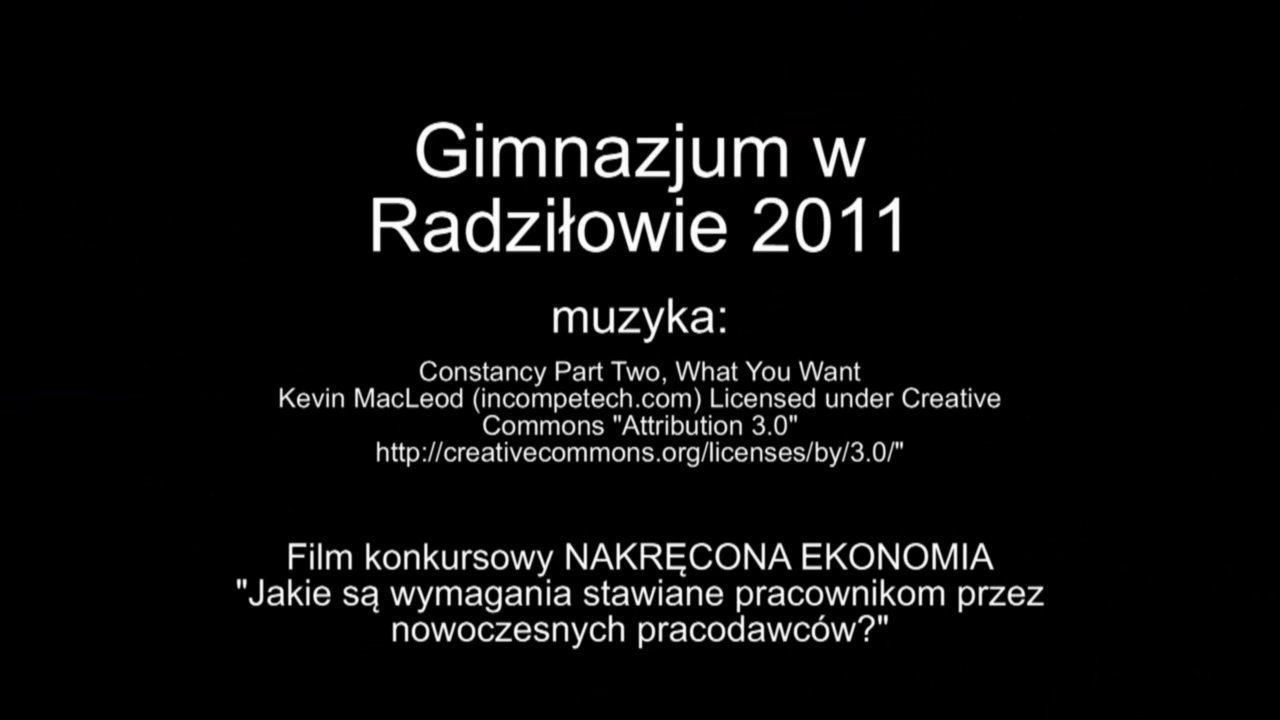 Gimnazjum w
Radziłowie 2011
muzyka:
Constancy Part Two, What You Want
Kevin MacLeod (incompetech.com) Licensed under Creative
Commons "Attribution 3.0"
http://creativecommons.org/licenses/by/3.0/"
Film konkursowy NAKRĘCONA EKONOMIA
"Jakie są wymagania stawiane pracownikom przez
nowoczesnych pracodawców?"